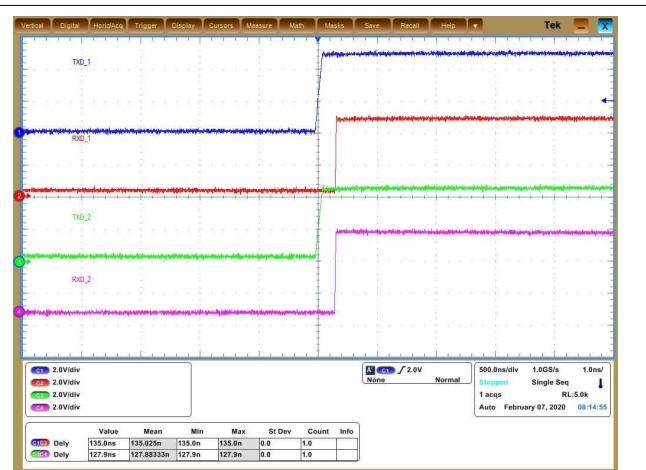 Vertical Digital Horiz/Acq Trigger Display Cursors Measure Math Masks Save Recall Help Tek X
TXD_1
1
RXD_1
2
TXD_2
RXD_2
4
C1 2.0V/div
C2 2.0V/div
2.0V/div
C4 2.0V/div
A' C1 2.0V
None Normal
500.0ns/div 1.0GS/s 1.0ns/
Stopped Single Seq
1 acqs RL:5.0k
Auto February 07, 2020 08:14:55
Value Mean Min Max St Dev Count Info
C1C2 Dely 135.0ns 135.025n 135.0n 135.0n 0.0 1.0
Dely 127.9ns 127.88333n 127.9n 127.9n 0.0 1.0